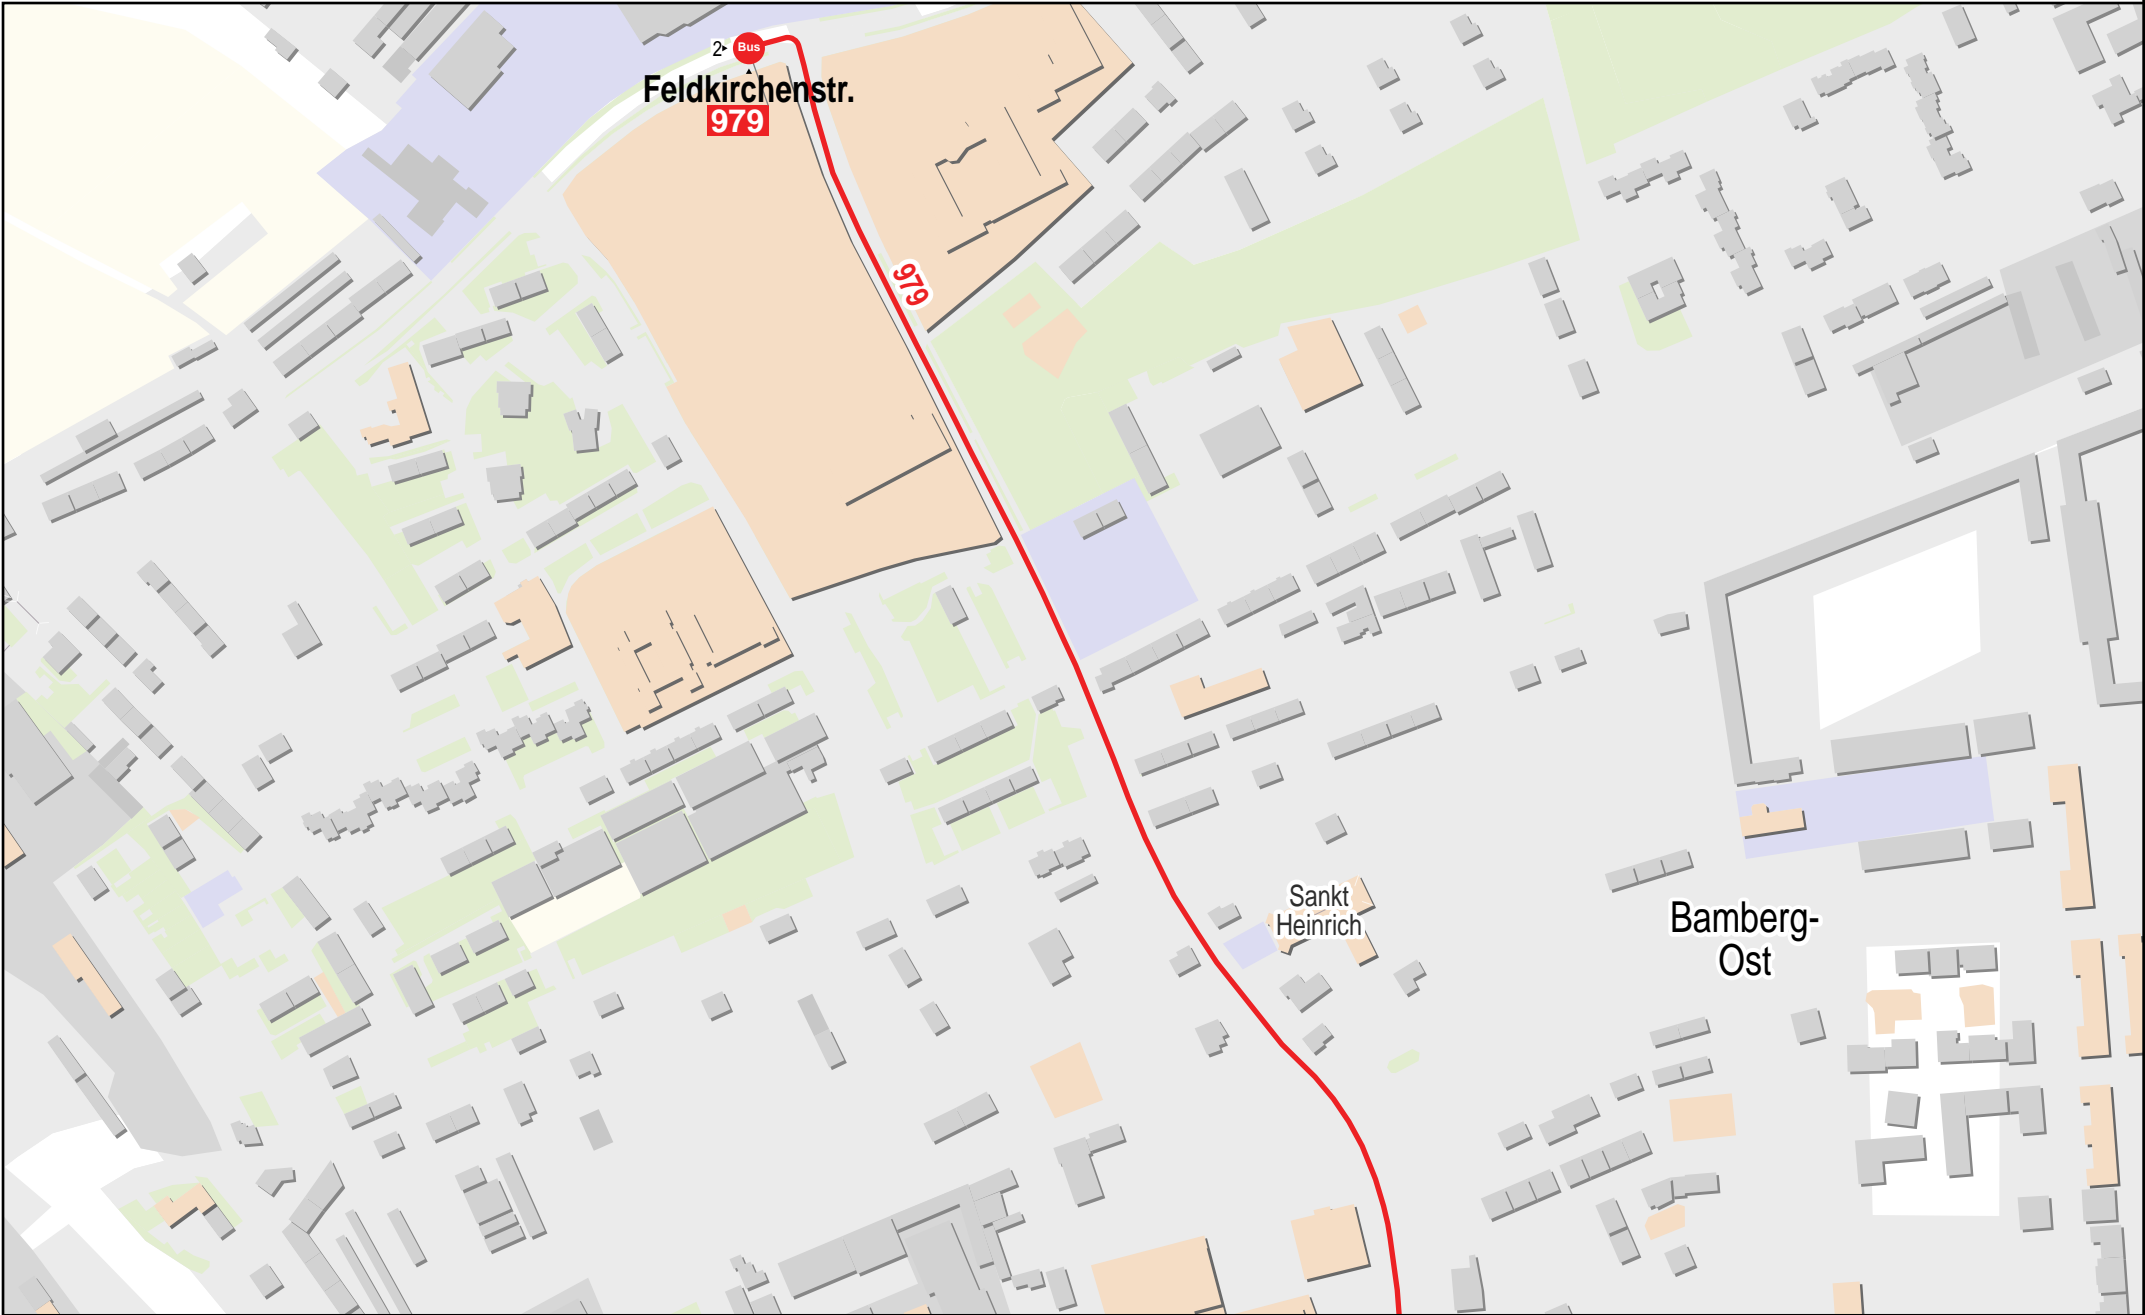 2 Bus
Feldkirchenstr.
979
979
Sankt
Heinrich
Bamberg-
Ost